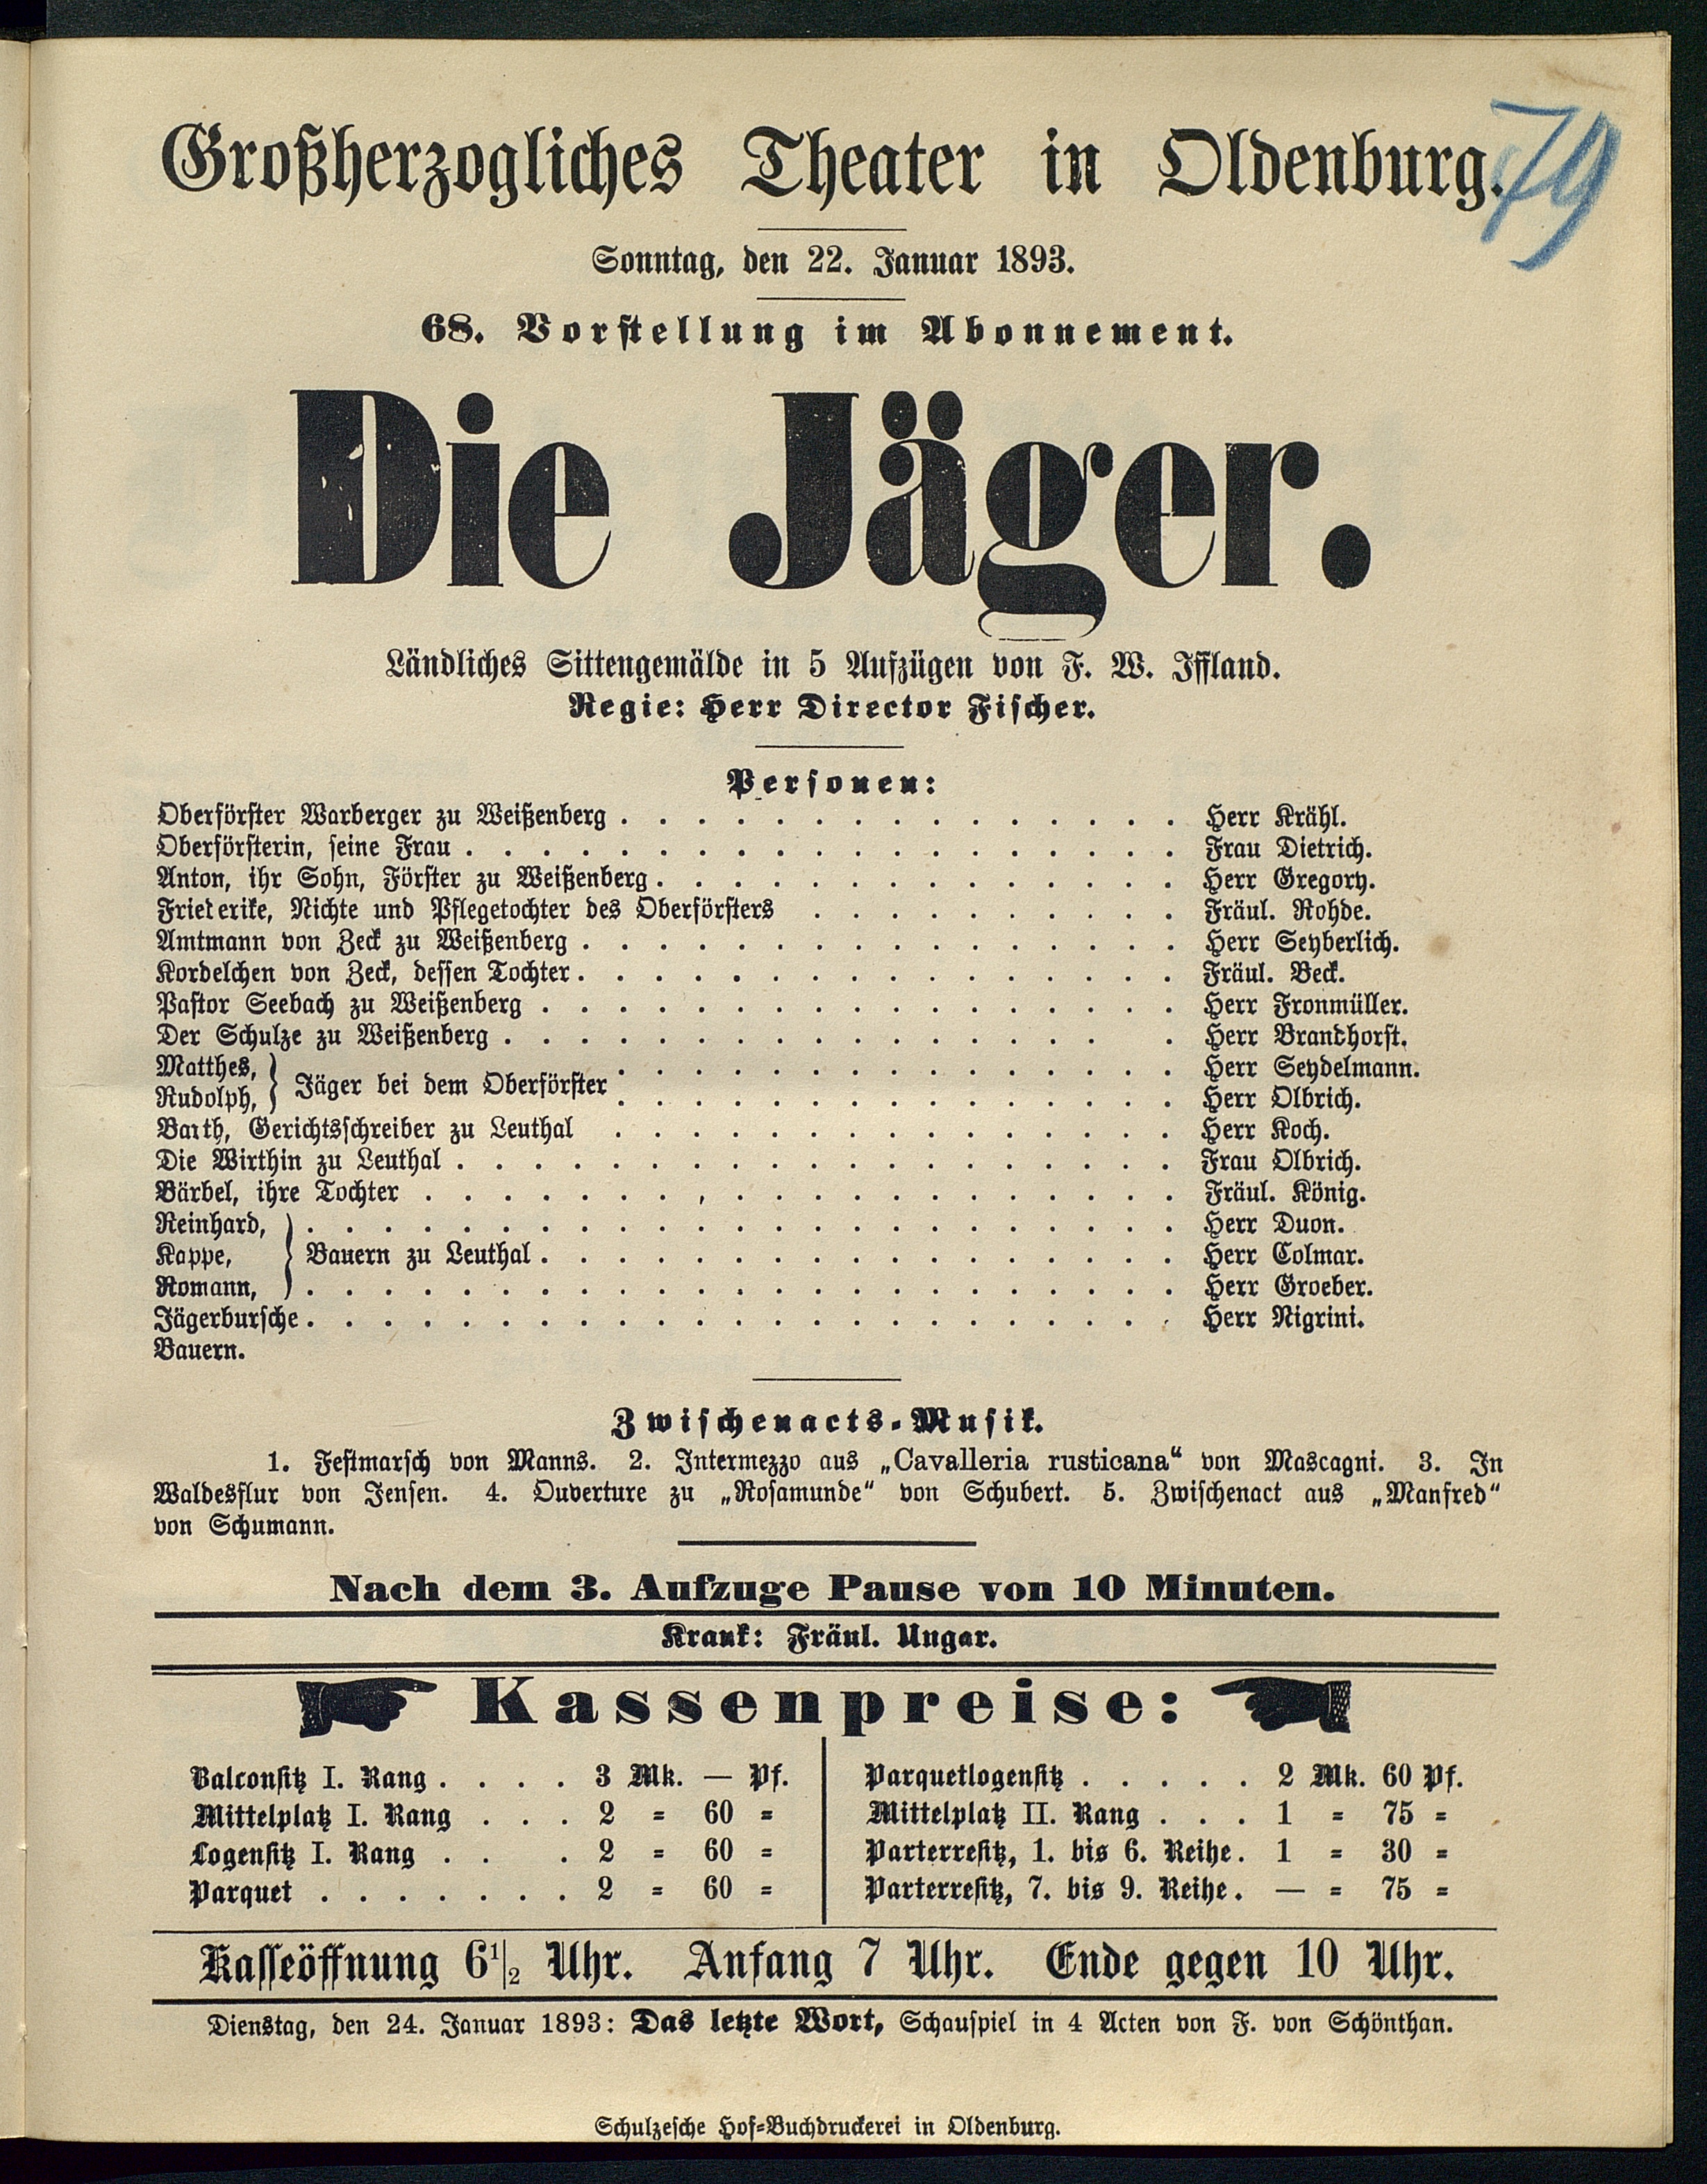 Großherzogliches Theater in Oldenburg.
79
Sonntag, den 22. Januar 1893.
68. Vorstellung im Abonnement.
Die Jäger.
Ländliches Sittengemälde in 5 Aufzügen von F. W. Iffland.
Regie: Herr Director Fischer.
Personen:
Oberförster Warberger zu Weißenberg . . . . . . . . . . . . . . . Herr Krähl.
Oberförsterin, seine Frau . . . . . . . . . . . . . . . . . . . Frau Dietrich.
Anton, ihr Sohn, Förster zu Weißenberg . . . . . . . . . . . . . . Herr Gregory.
Friederike, Nichte und Pflegetochter des Oberförsters . . . . . . . . . . Fräul. Rohde.
Amtmann von Zeck zu Weißenberg . . . . . . . . . . . . . . . . Herr Seyberlich.
Kordelchen von Zeck, dessen Tochter . . . . . . . . . . . . . . . . Fräul. Beck.
Pastor Seebach zu Weißenberg . . . . . . . . . . . . . . . . . Herr Fronmüller.
Der Schulze zu Weißenberg . . . . . . . . . . . . . . . . . Herr Brandhorst.
Matthes, } Jäger bei dem Oberförster . . . . . . . . . . . . . . . Herr Seydelmann.
Rudolph, } . . . . . . . . . . . . . . . Herr Olbrich.
Barth, Gerichtsschreiber zu Leuthal . . . . . . . . . . . . . . . Herr Koch.
Die Wirthin zu Leuthal . . . . . . . . . . . . . . . . . . . Frau Olbrich.
Bärbel, ihre Tochter . . . . . . . . . . . . . . . . . . . . Fräul. König.
Reinhard, } . . . . . . . . . . . . . . . . . . . . . . . Herr Duon.
Kappe, } Bauern zu Leuthal . . . . . . . . . . . . . . . . . Herr Colmar.
Romann, } . . . . . . . . . . . . . . . . . . . . . . . Herr Groeber.
Jägerbursche . . . . . . . . . . . . . . . . . . . . . . . Herr Nigrini.
Bauern.
Zwischenacts-Musik.
1. Festmarsch von Manns. 2. Intermezzo aus „Cavalleria rusticana“ von Mascagni. 3. In
Waldesflur von Jensen. 4. Ouverture zu „Rosamunde“ von Schubert. 5. Zwischenact aus „Manfred“
von Schumann.
Nach dem 3. Aufzuge Pause von 10 Minuten.
Krank: Fräul. Ungar.
Kassenpreise:
Balconsitz I. Rang . . . . 3 Mk. — Pf.
Mittelplatz I. Rang . . . 2 = 60 =
Logensitz I. Rang . . . 2 = 60 =
Parquet . . . . . . . 2 = 60 =
Parquetlogensitz . . . . . 2 Mk. 60 Pf.
Mittelplatz II. Rang . . . 1 = 75 =
Parterresitz, 1. bis 6. Reihe. 1 = 30 =
Parterresitz, 7. bis 9. Reihe. — = 75 =
Kasseöffnung 6 1/2 Uhr. Anfang 7 Uhr. Ende gegen 10 Uhr.
Dienstag, den 24. Januar 1893: Das letzte Wort, Schauspiel in 4 Acten von F. von Schönthan.
Schulzesche Hof=Buchdruckerei in Oldenburg.